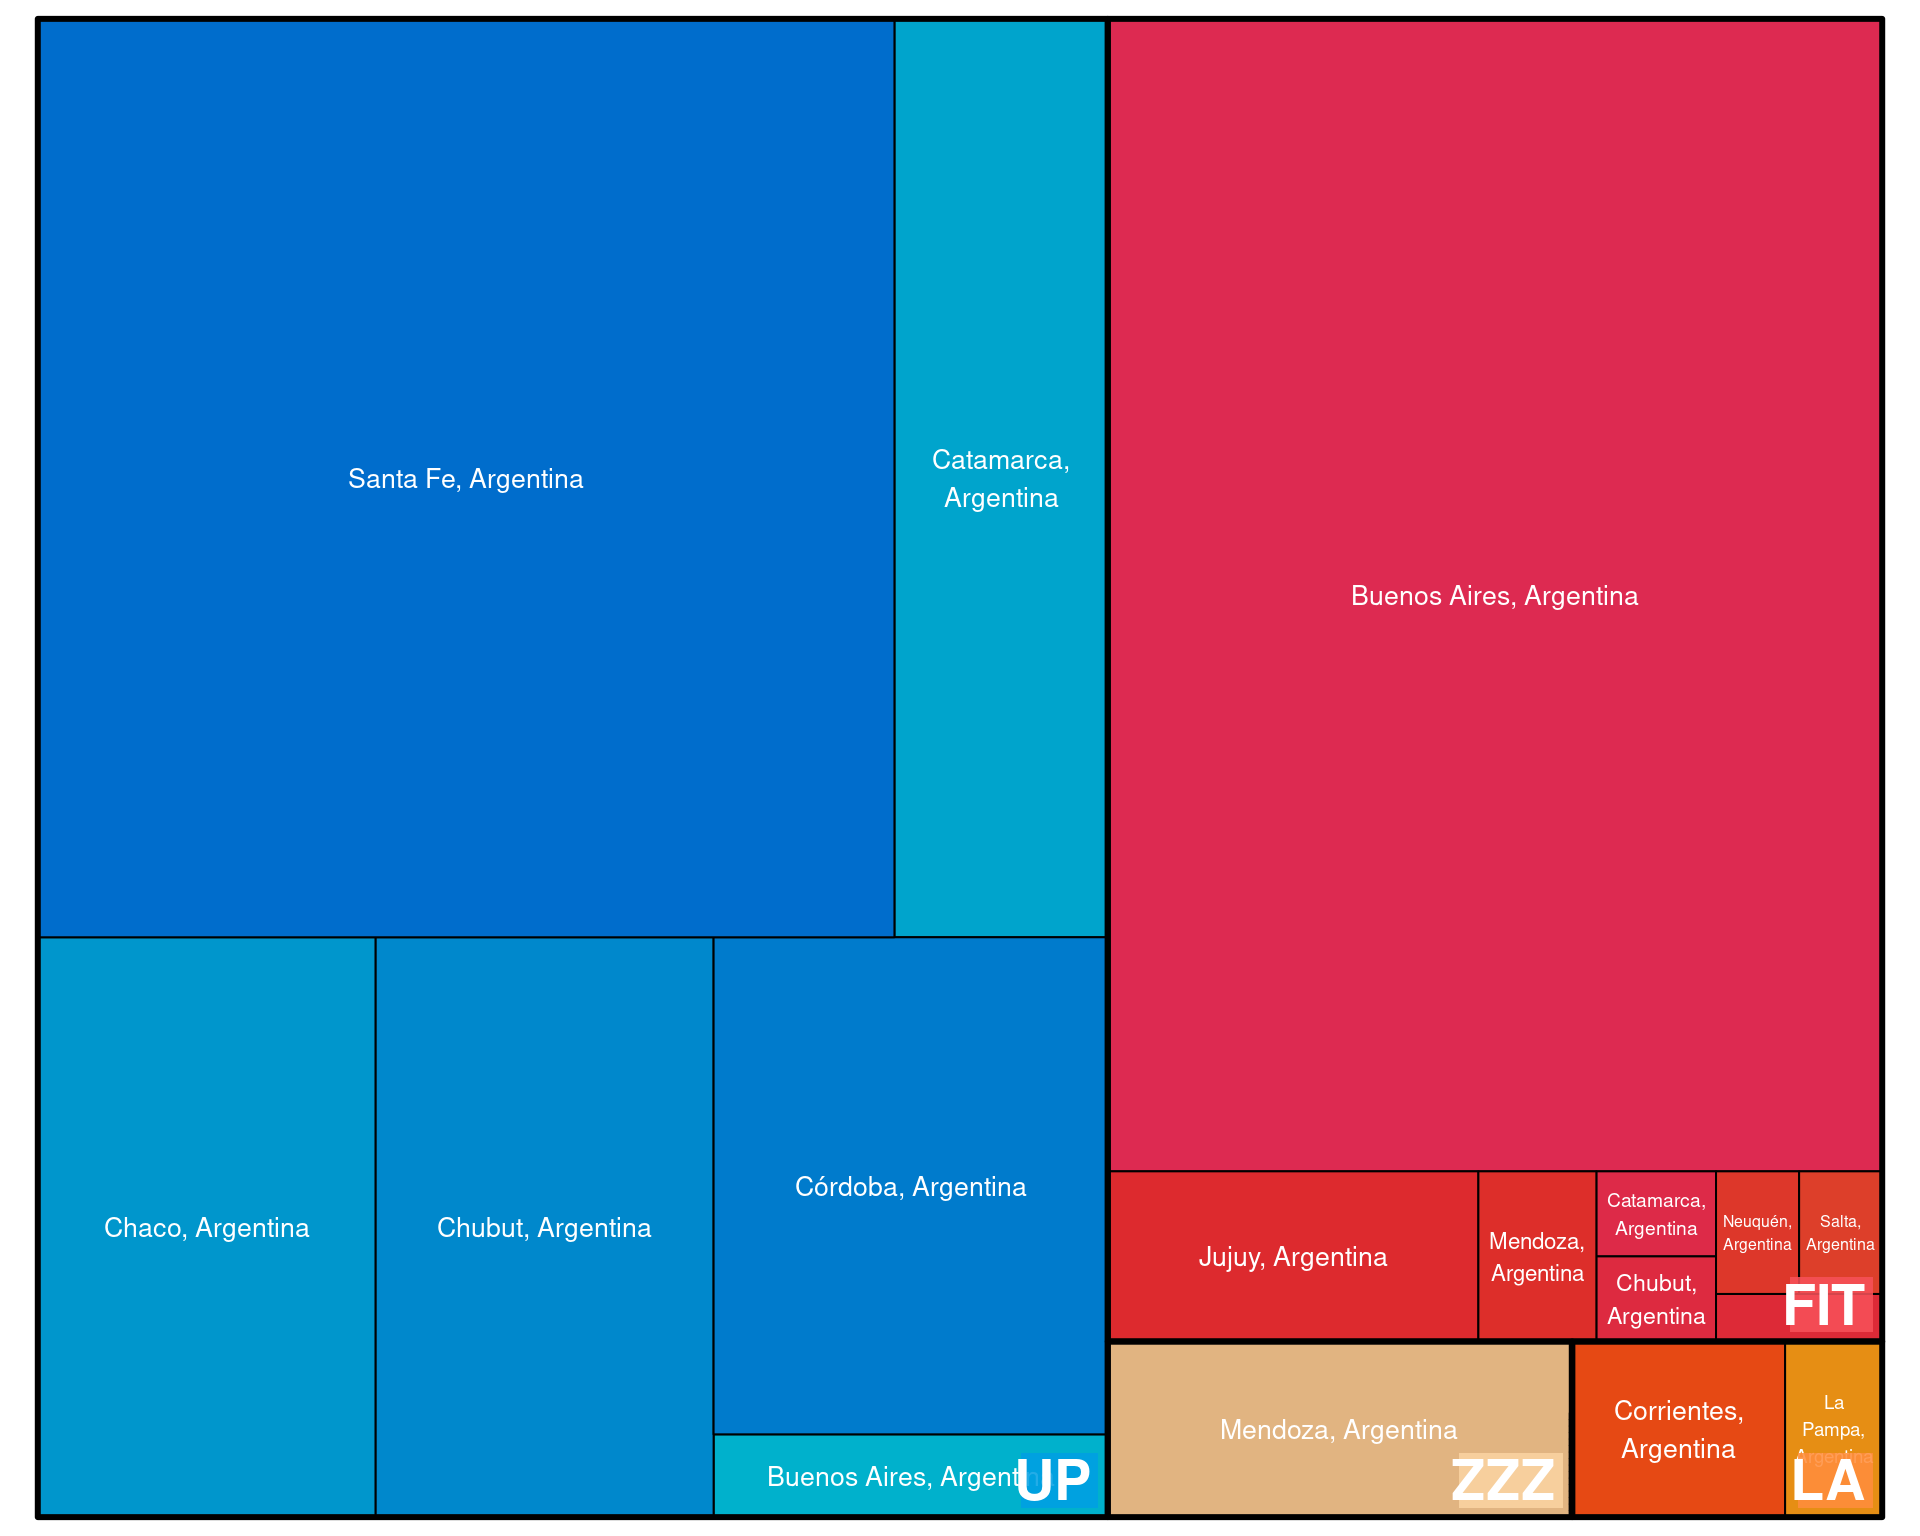 Santa Fe, Argentina
Catamarca,
Argentina
Chaco, Argentina
Chubut, Argentina
Córdoba, Argentina
Buenos Aires, Argentina
UP
Buenos Aires, Argentina
Jujuy, Argentina
Mendoza,
Argentina
Catamarca,
Argentina
Chubut,
Argentina
Neuquén,
Argentina
Salta,
Argentina
FIT
Mendoza, Argentina
ZZZ
Corrientes,
Argentina
La
Pampa,
Argentina
LA